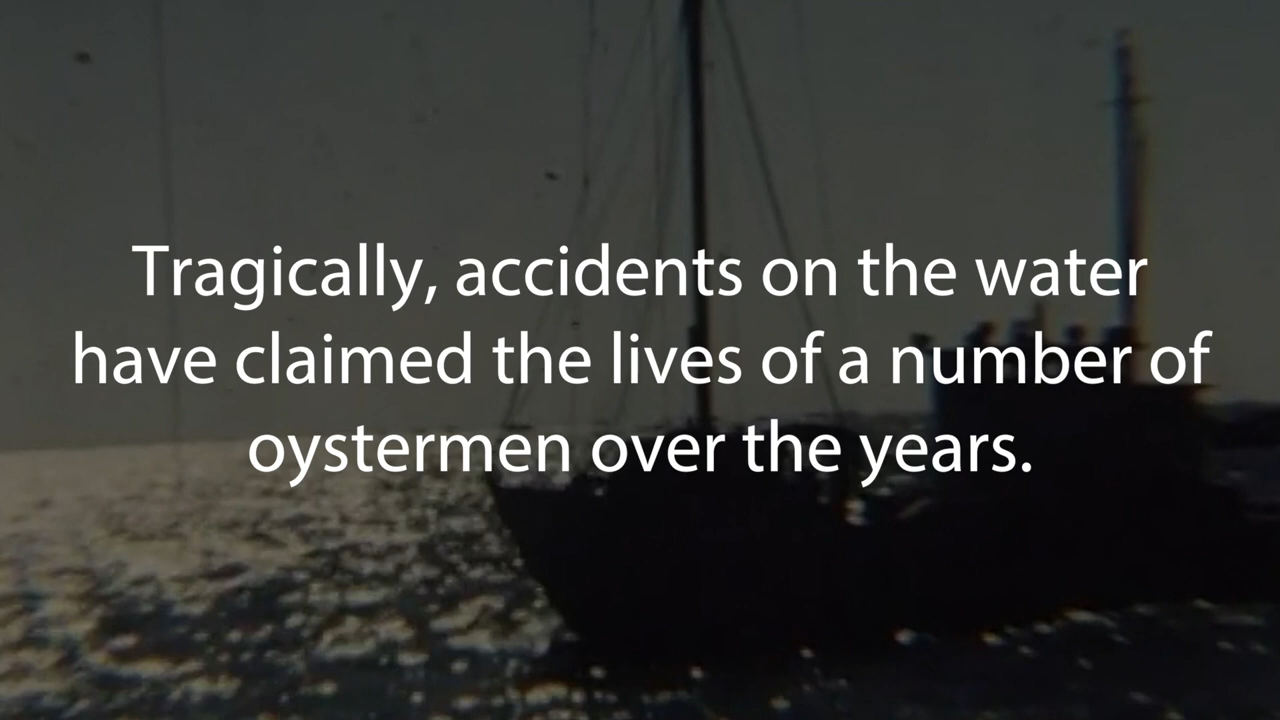 Tragically, accidents on the water
have claimed the lives of a number of
oystermen over the years.